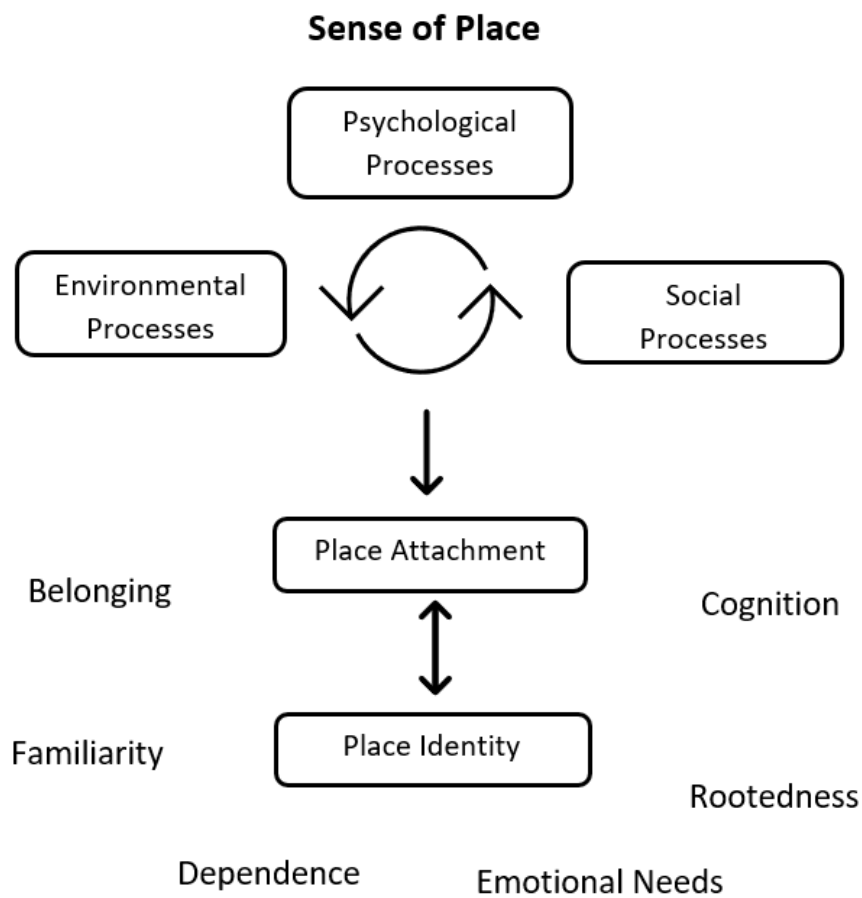 Sense of Place
Psychological
Processes
Environmental
Processes
Social
Processes
Place Attachment
Belonging
Cognition
Place Identity
Familiarity
Rootedness
Dependence
Emotional Needs